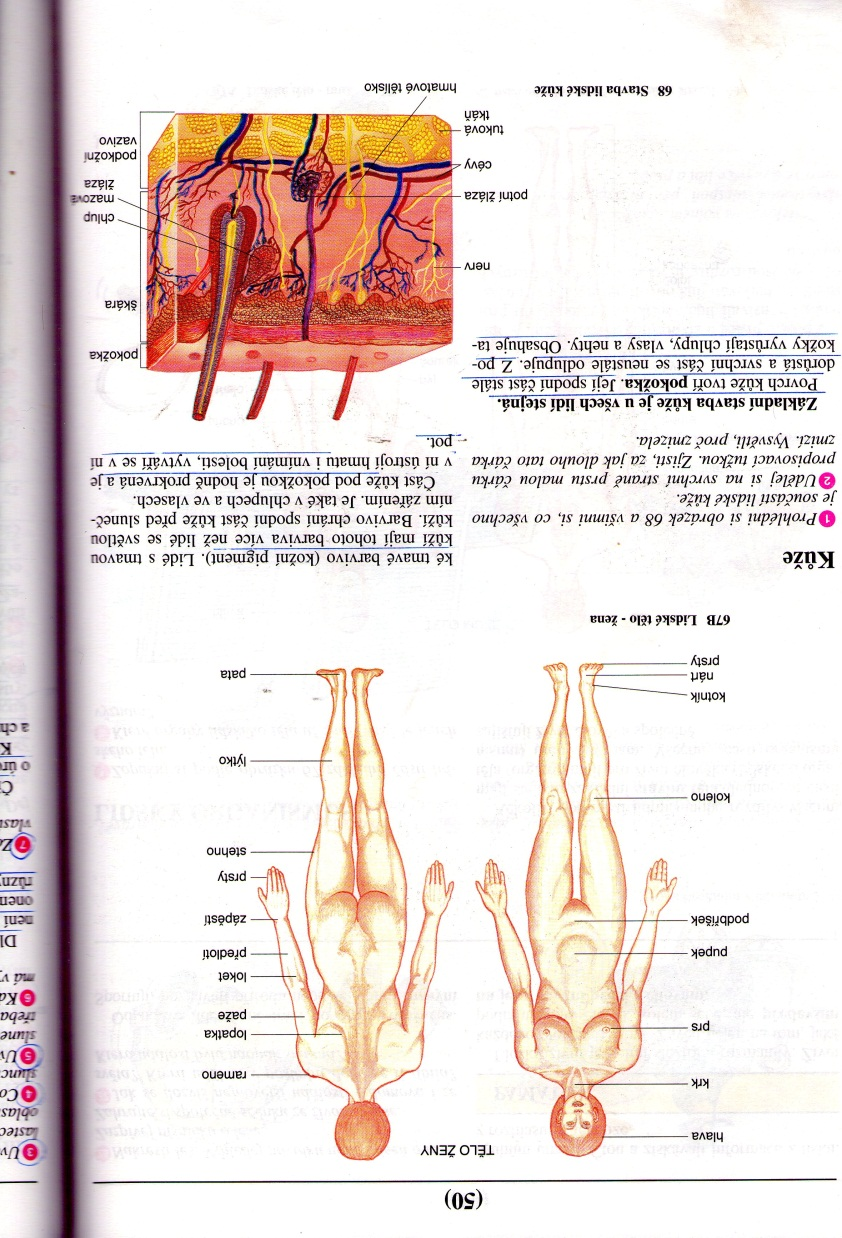 (50)
TĚLO ŽENY
hlava
krk
prs
pupek
podbřišek
koleno
kotník
nárt
prsty
rameno
lopatka
paže
loket
předloktí
zápěstí
prsty
stehno
lýtko
pata
67B Lidské tělo - žena
Kůže
1 Prohlédni si obrázek 68 a všimni si, co všechno
je součástí lidské kůže.
2 Udělej si na svrchní straně prstu malou čárku
propisovací tužkou. Zjisti, za jak dlouho tato čárka
zmizí. Vysvětli, proč zmizela.
Základní stavba kůže je u všech lidí stejná.
Povrch kůže tvoří pokožka. Její spodní část stále
dorůstá a svrchní část se neustále odlupuje. Z po-
kožky vyrůstají chlupy, vlasy a nehty. Obsahuje ta-
ké tmavé barvivo (kožní pigment). Lidé s tmavou
kůží mají tohoto barviva více než lidé se světlou
kůží. Barvivo chrání spodní část kůže před sluneč-
ním zářením. Je také v chlupech a ve vlasech.
Část kůže pod pokožkou je hodně prokrvená a je
v ní ústrojí hmatu i vnímání bolesti, vytváří se v ní
pot.
nerv
potní žláza
cévy
tuková
tkáň
hmatové tělísko
pokožka
škára
chlup
mazová
žláza
podkožní
vazivo
68 Stavba lidské kůže
3
4
5
6
7